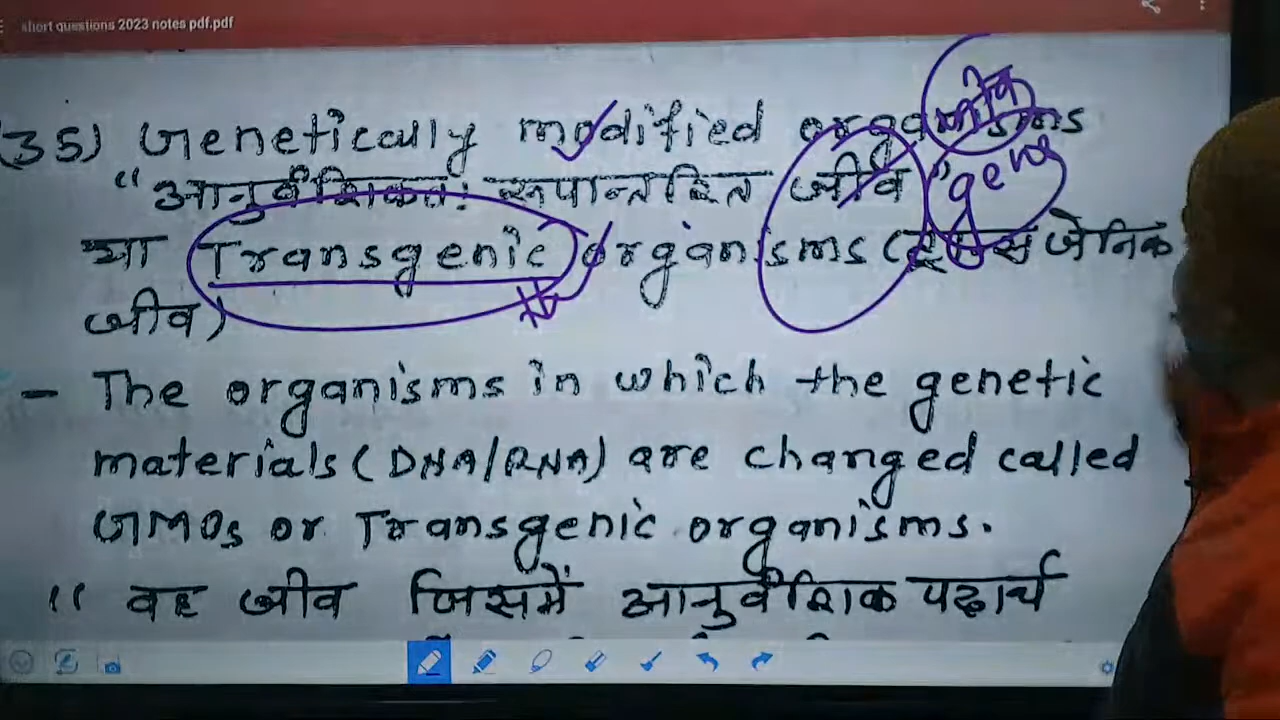 short questions 2023 notes pdf.pdf
(35) Genetically modified organisms
"आनुवंशिकतः रूपान्तरित जीव"
या Transgenic organisms (ट्रांस जेनिक
जीव)
जीव
gene
- The organisms in which the genetic
materials (DNA/RNA) are changed called
GMOs or Transgenic organisms.
" वह जीव जिसमें आनुवंशिक पदार्थ